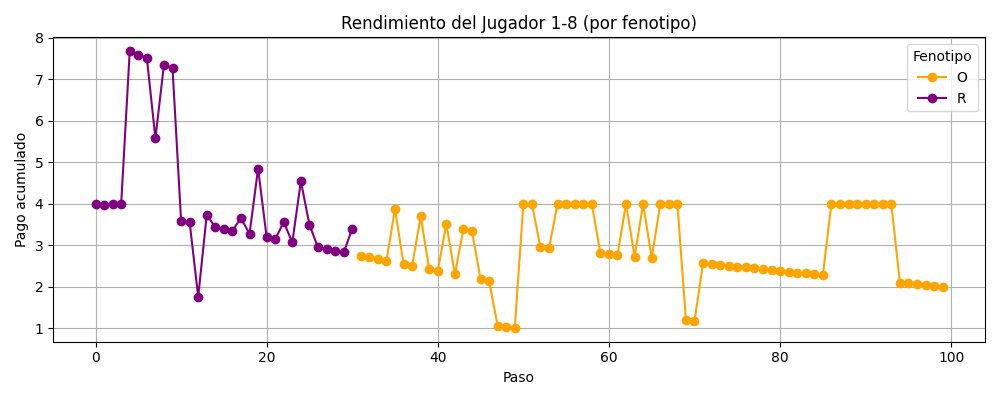 Rendimiento del Jugador 1-8 (por fenotipo)
Pago acumulado
8
7
6
5
4
3
2
1
0
20
40
60
80
100
Paso
Fenotipo
O
R